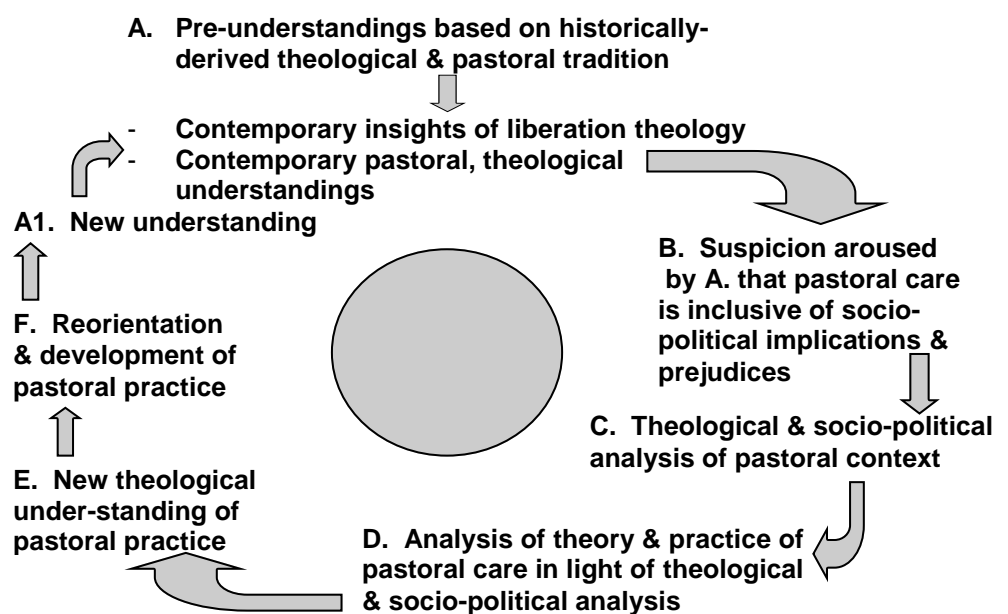 A. Pre-understandings based on historically-
derived theological & pastoral tradition
- Contemporary insights of liberation theology
- Contemporary pastoral, theological
understandings
A1. New understanding
B. Suspicion aroused
by A. that pastoral care
is inclusive of socio-
political implications &
prejudices
C. Theological & socio-political
analysis of pastoral context
D. Analysis of theory & practice of
pastoral care in light of theological
& socio-political analysis
E. New theological
under-standing of
pastoral practice
F. Reorientation
& development of
pastoral practice